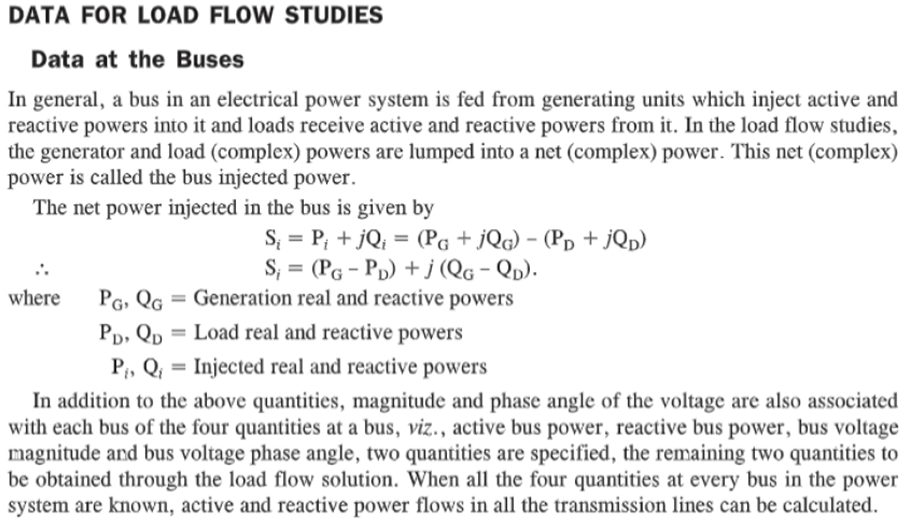 DATA FOR LOAD FLOW STUDIES
Data at the Buses
In general, a bus in an electrical power system is fed from generating units which inject active and
reactive powers into it and loads receive active and reactive powers from it. In the load flow studies,
the generator and load (complex) powers are lumped into a net (complex) power. This net (complex)
power is called the bus injected power.
The net power injected in the bus is given by
Sᵢ = Pᵢ + jQᵢ = (P_G + jQ_G) – (P_D + jQ_D)
∴ Sᵢ = (P_G – P_D) + j (Q_G – Q_D).
where P_G, Q_G = Generation real and reactive powers
P_D, Q_D = Load real and reactive powers
Pᵢ, Qᵢ = Injected real and reactive powers
In addition to the above quantities, magnitude and phase angle of the voltage are also associated
with each bus of the four quantities at a bus, viz., active bus power, reactive bus power, bus voltage
magnitude and bus voltage phase angle, two quantities are specified, the remaining two quantities to
be obtained through the load flow solution. When all the four quantities at every bus in the power
system are known, active and reactive power flows in all the transmission lines can be calculated.